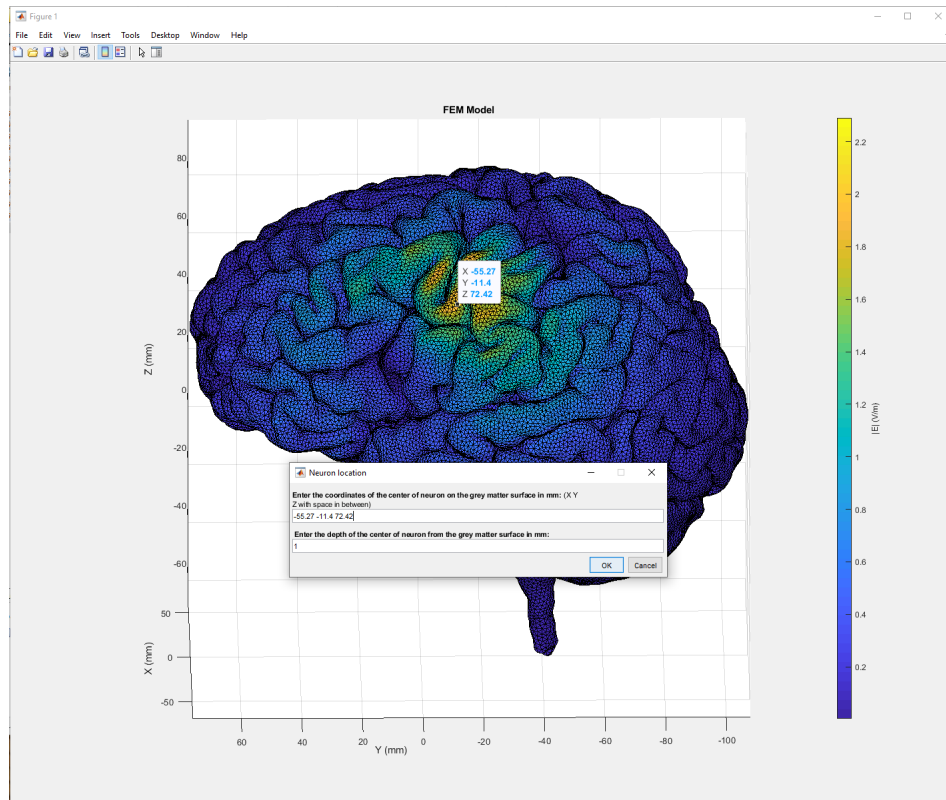 Figure 1
File Edit View Insert Tools Desktop Window Help
FEM Model
80
60
40
20
0
-20
-40
-60
Z (mm)
X -55.27
Y -11.4
Z 72.42
2.2
2
1.8
1.6
1.4
1.2
1
0.8
0.6
0.4
0.2
|E| (V/m)
Neuron location
Enter the coordinates of the center of neuron on the grey matter surface in mm: (X Y
Z with space in between)
-55.27 -11.4 72.42
Enter the depth of the center of neuron from the grey matter surface in mm:
1
OK Cancel
50
0
-50
X (mm)
60 40 20 0 -20 -40 -60 -80 -100
Y (mm)